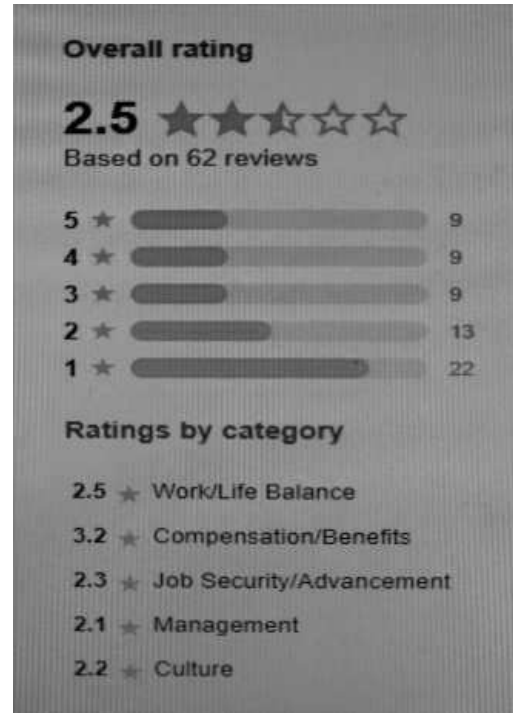 Overall rating
2.5
Based on 62 reviews
5 9
4 9
3 9
2 13
1 22
Ratings by category
2.5 Work/Life Balance
3.2 Compensation/Benefits
2.3 Job Security/Advancement
2.1 Management
2.2 Culture